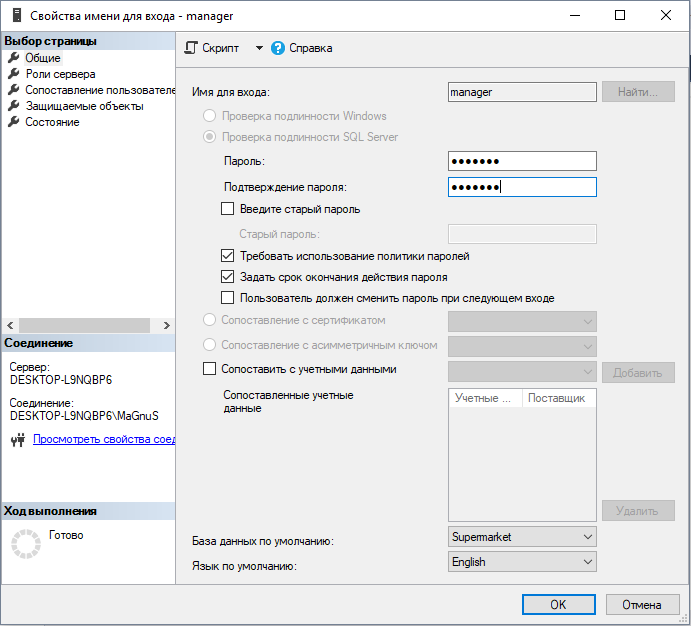 Свойства имени для входа - manager
Выбор страницы
Общие
Роли сервера
Сопоставление пользователе
Защищаемые объекты
Состояние
Соединение
Сервер:
DESKTOP-L9NQBP6
Соединение:
DESKTOP-L9NQBP6\MaGnuS
Просмотреть свойства соед
Ход выполнения
Готово
Скрипт
Справка
Имя для входа: manager Найти...
Проверка подлинности Windows
Проверка подлинности SQL Server
Пароль: ●●●●●●●
Подтверждение пароля: ●●●●●●●
Введите старый пароль
Старый пароль:
Требовать использование политики паролей
Задать срок окончания действия пароля
Пользователь должен сменить пароль при следующем входе
Сопоставление с сертификатом
Сопоставление с асимметричным ключом
Сопоставить с учетными данными Добавить
Сопоставленные учетные
данные
Учетные ... Поставщик
Удалить
База данных по умолчанию: Supermarket
Язык по умолчанию: English
ОК Отмена